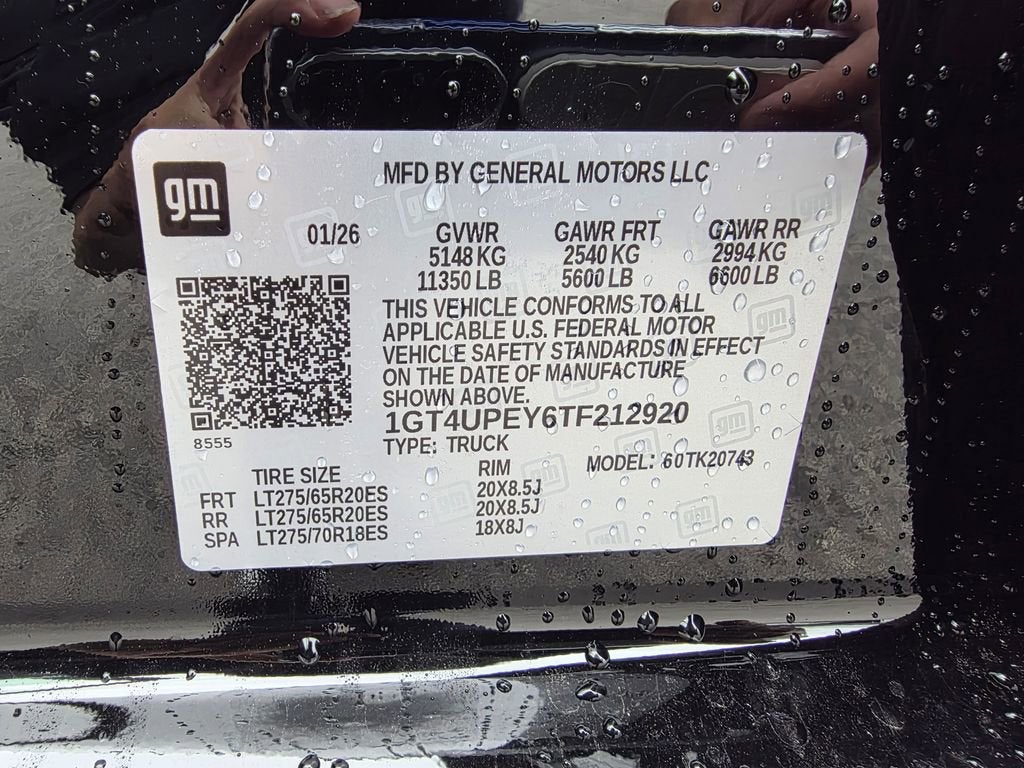 gm
MFD BY GENERAL MOTORS LLC
01/26 GVWR GAWR FRT GAWR RR
5148 KG 2540 KG 2994 KG
11350 LB 5600 LB 6600 LB
THIS VEHICLE CONFORMS TO ALL
APPLICABLE U.S. FEDERAL MOTOR
VEHICLE SAFETY STANDARDS IN EFFECT
ON THE DATE OF MANUFACTURE
SHOWN ABOVE.
1GT4UPEY6TF212920
8555
TYPE: TRUCK
TIRE SIZE RIM MODEL: 60TK20743
FRT LT275/65R20ES 20X8.5J
RR LT275/65R20ES 20X8.5J
SPA LT275/70R18ES 18X8J